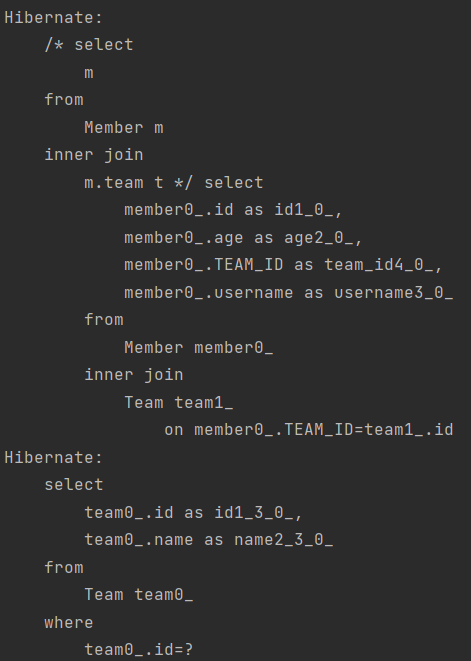 Hibernate:
    /* select
        m
    from
        Member m
    inner join
        m.team t */ select
            member0_.id as id1_0_,
            member0_.age as age2_0_,
            member0_.TEAM_ID as team_id4_0_,
            member0_.username as username3_0_
        from
            Member member0_
        inner join
            Team team1_
                on member0_.TEAM_ID=team1_.id
Hibernate:
    select
        team0_.id as id1_3_0_,
        team0_.name as name2_3_0_
    from
        Team team0_
    where
        team0_.id=?